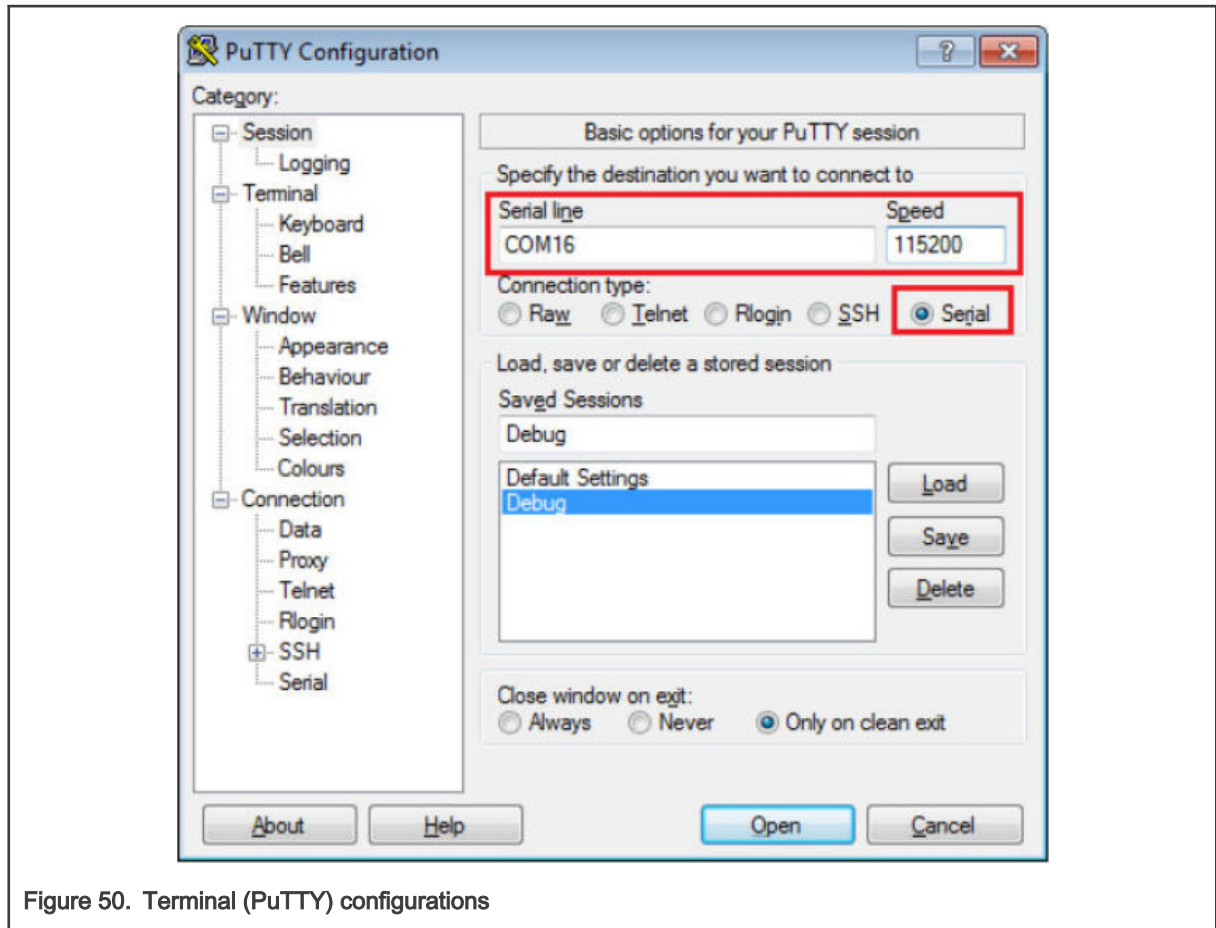 PuTTY Configuration
Category:
Session
Logging
Terminal
Keyboard
Bell
Features
Window
Appearance
Behaviour
Translation
Selection
Colours
Connection
Data
Proxy
Telnet
Rlogin
SSH
Serial
Basic options for your PuTTY session
Specify the destination you want to connect to
Serial line Speed
COM16 115200
Connection type:
Raw Telnet Rlogin SSH Serial
Load, save or delete a stored session
Saved Sessions
Debug
Default Settings
Debug
Load
Save
Delete
Close window on exit:
Always Never Only on clean exit
About Help Open Cancel
Figure 50. Terminal (PuTTY) configurations